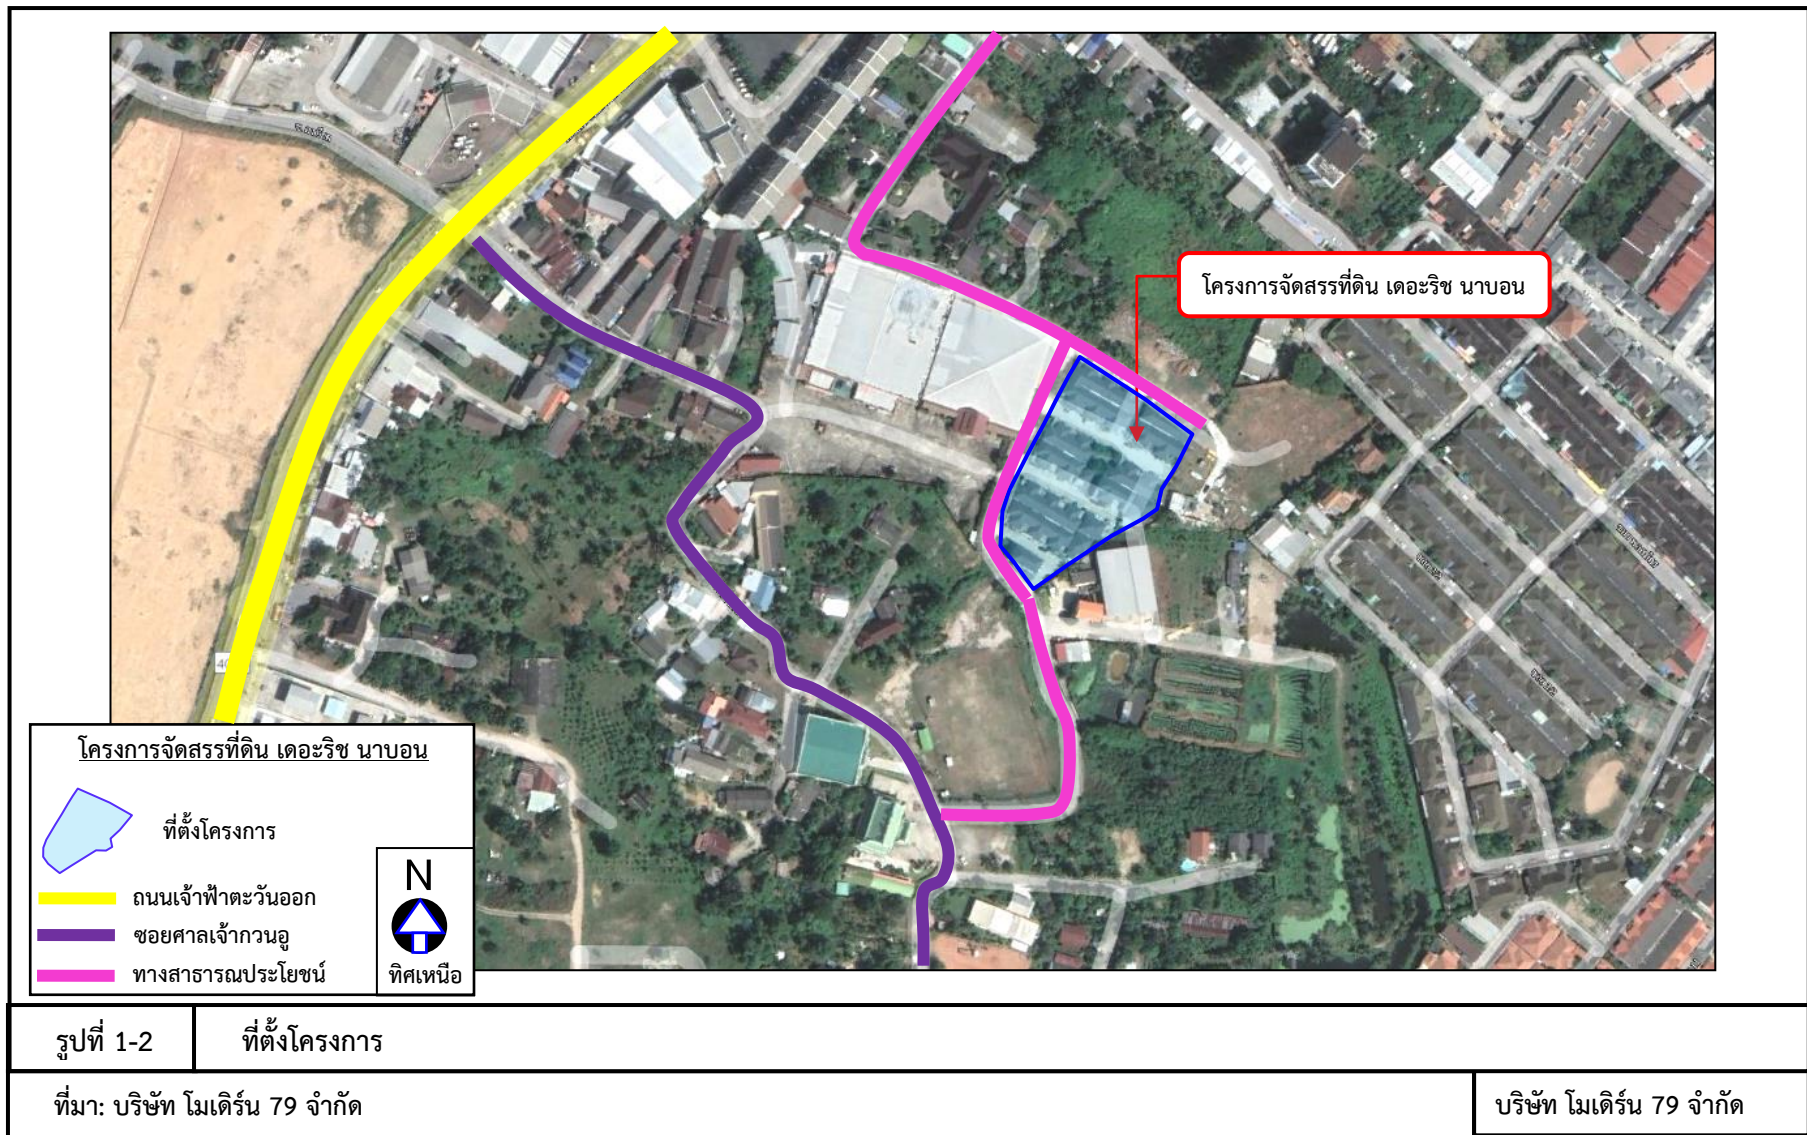 โครงการจัดสรรที่ดิน เดอะริช นาบอน
โครงการจัดสรรที่ดิน เดอะริช นาบอน
ที่ตั้งโครงการ
ถนนเจ้าฟ้าตะวันออก
ซอยศาลเจ้ากวนอู
ทางสาธารณประโยชน์
N
ทิศเหนือ
รูปที่ 1-2
ที่ตั้งโครงการ
ที่มา: บริษัท โมเดิร์น 79 จำกัด
บริษัท โมเดิร์น 79 จำกัด